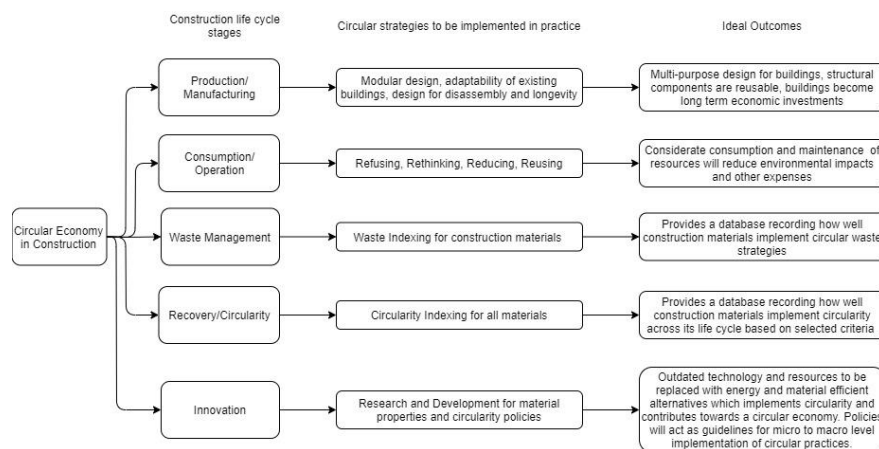 Construction life cycle
stages
Circular strategies to be implemented in practice
Ideal Outcomes
Circular Economy
in Construction
Production/
Manufacturing
Modular design, adaptability of existing
buildings, design for disassembly and longevity
Multi-purpose design for buildings, structural
components are reusable, buildings become
long term economic investments
Consumption/
Operation
Refusing, Rethinking, Reducing, Reusing
Considerate consumption and maintenance of
resources will reduce environmental impacts
and other expenses
Waste Management
Waste Indexing for construction materials
Provides a database recording how well
construction materials implement circular waste
strategies
Recovery/Circularity
Circularity Indexing for all materials
Provides a database recording how well
construction materials implement circularity
across its life cycle based on selected criteria
Innovation
Research and Development for material
properties and circularity policies
Outdated technology and resources to be
replaced with energy and material efficient
alternatives which implements circularity and
contributes towards a circular economy. Policies
will act as guidelines for micro to macro level
implementation of circular practices.